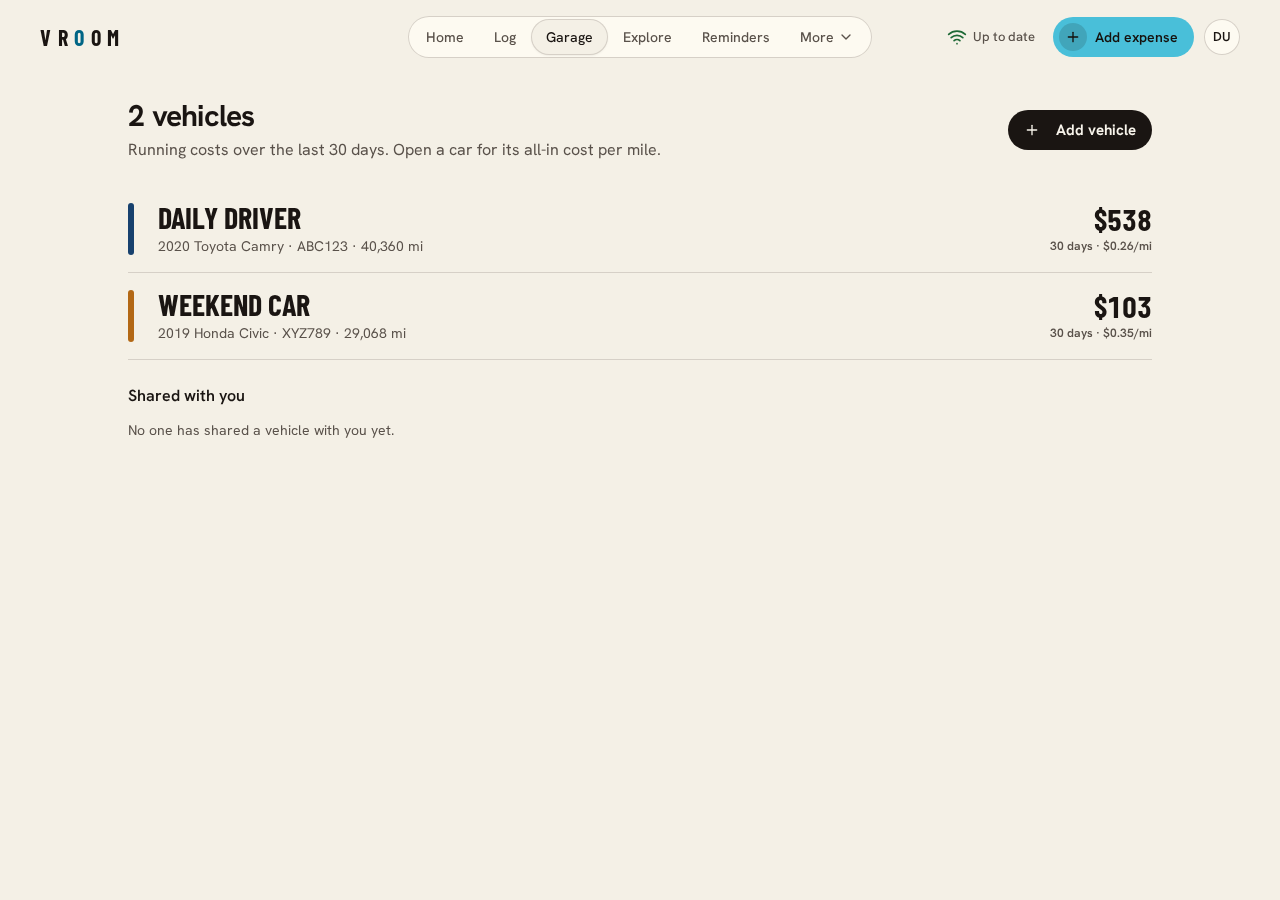 VROOM
Home
Log
Garage
Explore
Reminders
More
Up to date
Add expense
DU
2 vehicles
Running costs over the last 30 days. Open a car for its all-in cost per mile.
Add vehicle
DAILY DRIVER
2020 Toyota Camry · ABC123 · 40,360 mi
$538
30 days · $0.26/mi
WEEKEND CAR
2019 Honda Civic · XYZ789 · 29,068 mi
$103
30 days · $0.35/mi
Shared with you
No one has shared a vehicle with you yet.